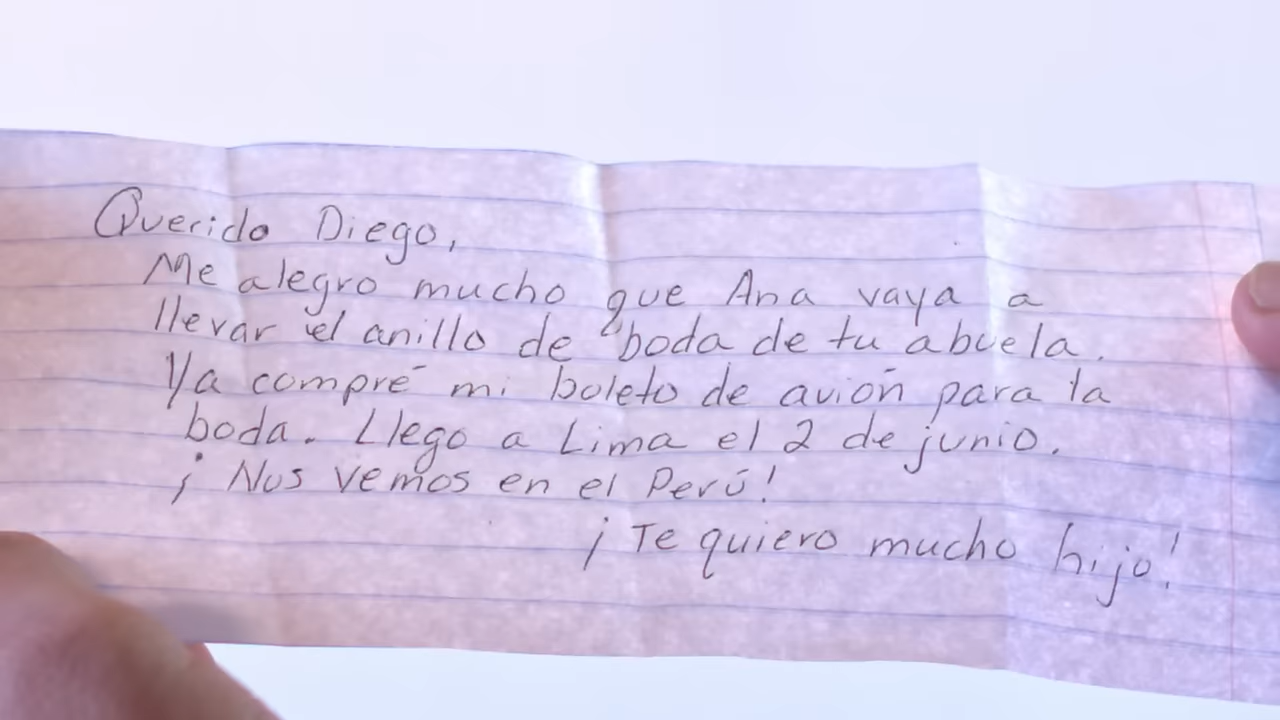 Querido Diego,
Me alegro mucho que Ana vaya a
llevar el anillo de boda de tu abuela.
Ya compré mi boleto de avión para la
boda. Llego a Lima el 2 de junio.
¡Nos vemos en el Perú!
¡Te quiero mucho hijo!